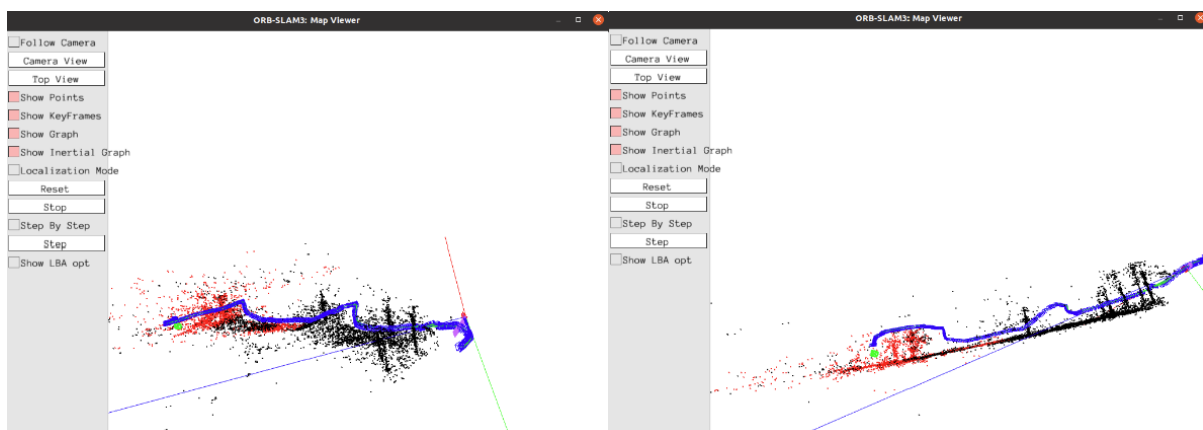 ORB-SLAM3: Map Viewer
Follow Camera
Camera View
Top View
Show Points
Show KeyFrames
Show Graph
Show Inertial Graph
Localization Mode
Reset
Stop
Step By Step
Step
Show LBA opt
ORB-SLAM3: Map Viewer
Follow Camera
Camera View
Top View
Show Points
Show KeyFrames
Show Graph
Show Inertial Graph
Localization Mode
Reset
Stop
Step By Step
Step
Show LBA opt